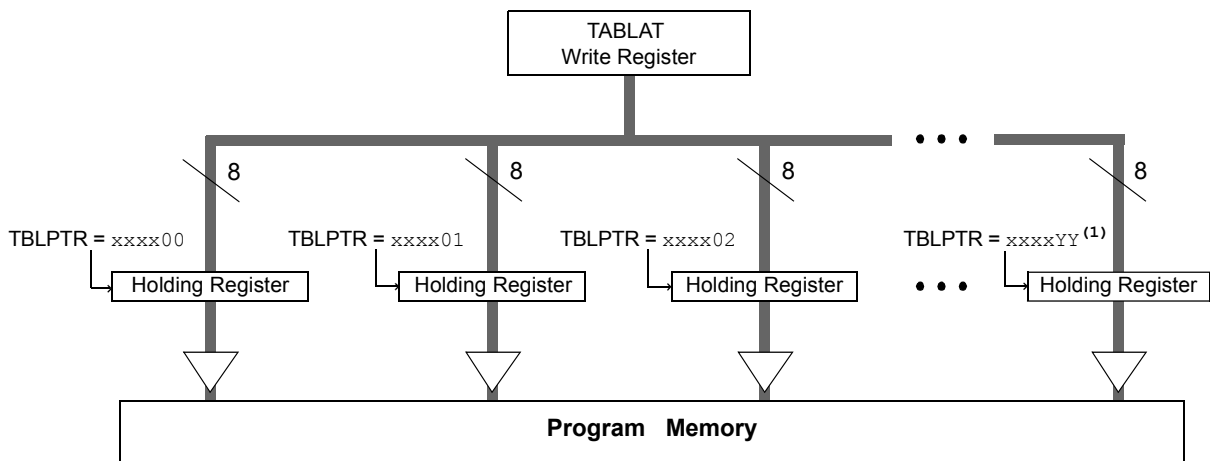 TABLAT
Write Register
8
8
8
8
TBLPTR = xxxx00
TBLPTR = xxxx01
TBLPTR = xxxx02
TBLPTR = xxxxYY(1)
Holding Register
Holding Register
Holding Register
Holding Register
Program Memory